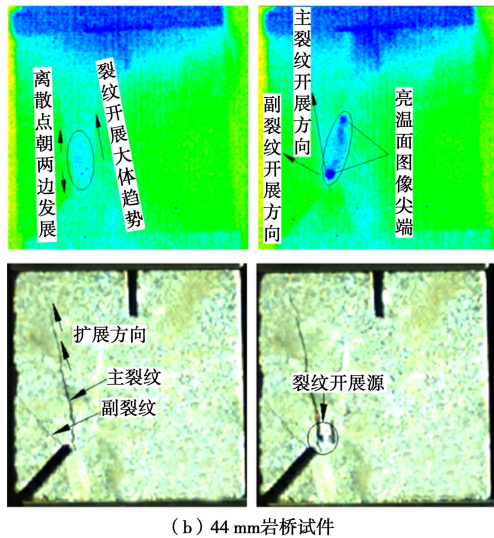 离散点朝两边发展
裂纹开展大体趋势
主裂纹开展方向
副裂纹开展方向
亮温面图像尖端
扩展方向
主裂纹
副裂纹
裂纹开展源
(b) 44 mm岩桥试件